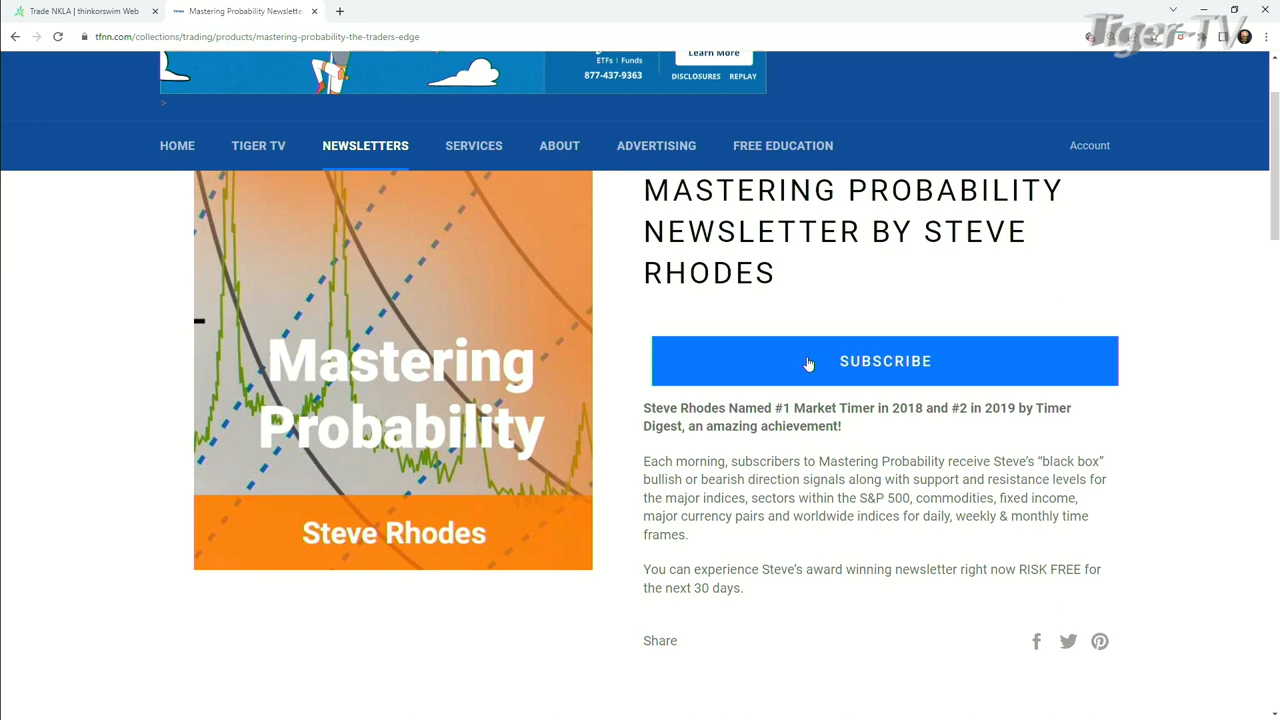 Trade NKLA | thinkorswim Web
Mastering Probability Newslette
tfnn.com/collections/trading/products/mastering-probability-the-traders-edge
Tiger-TV
Learn More
ETFs | Funds
877-437-9363
DISCLOSURES REPLAY
>
HOME TIGER TV NEWSLETTERS SERVICES ABOUT ADVERTISING FREE EDUCATION Account
Mastering
Probability
Steve Rhodes
MASTERING PROBABILITY
NEWSLETTER BY STEVE
RHODES
SUBSCRIBE
Steve Rhodes Named #1 Market Timer in 2018 and #2 in 2019 by Timer
Digest, an amazing achievement!
Each morning, subscribers to Mastering Probability receive Steve's “black box”
bullish or bearish direction signals along with support and resistance levels for
the major indices, sectors within the S&P 500, commodities, fixed income,
major currency pairs and worldwide indices for daily, weekly & monthly time
frames.
You can experience Steve's award winning newsletter right now RISK FREE for
the next 30 days.
Share